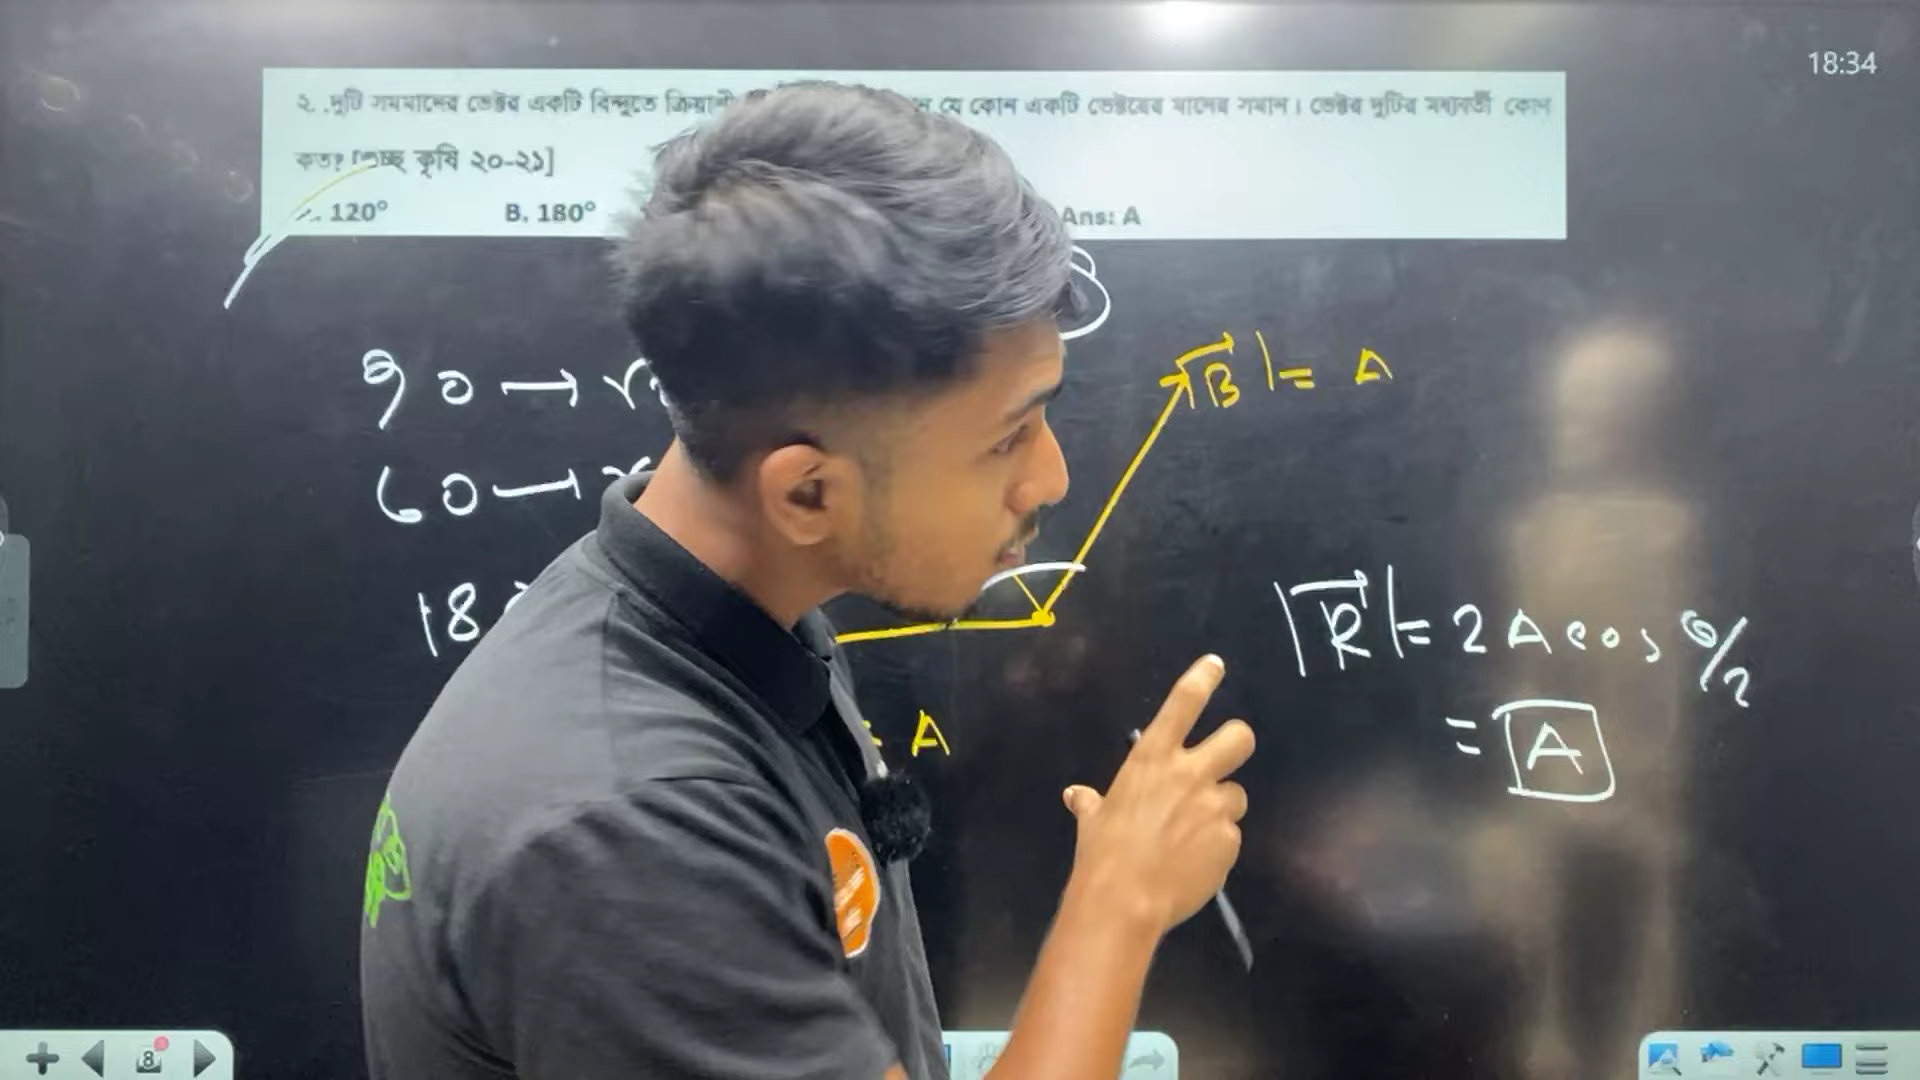 18:34
২. .দুটি সমমানের ভেক্টর একটি বিন্দুতে ক্রিয়াশী যে কোন একটি ভেক্টরের মানের সমান। ভেক্টর দুটির মধ্যবর্তী কোণ
কত? [গুচ্ছ কৃষি ২০-২১]
120° B. 180° Ans: A
90 →
|B| = A
60 →
18
|R| = 2 A cos θ/2
= A
= A
8